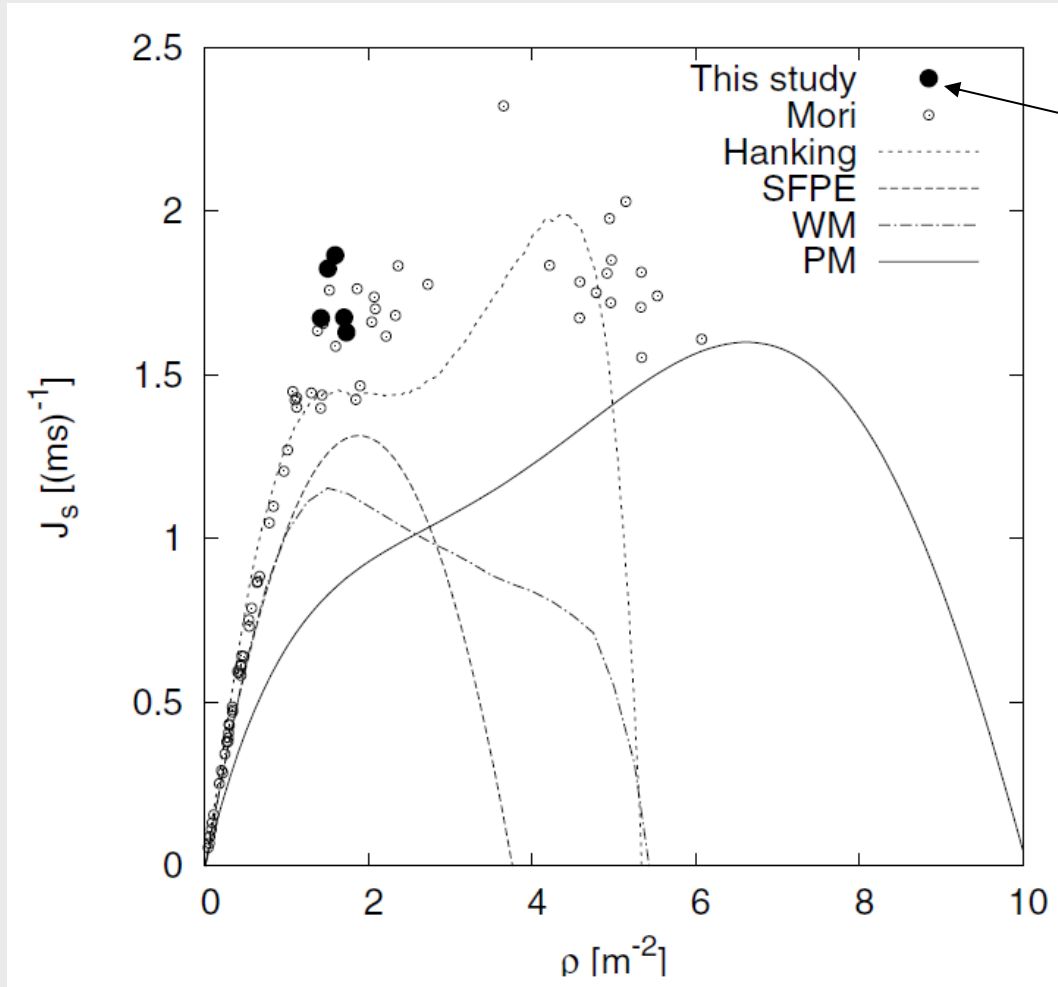 2.5
2
1.5
1
0.5
0
0 2 4 6 8 10
J_s [(ms)^-1]
ρ [m^-2]
This study
Mori
Hanking
SFPE
WM
PM